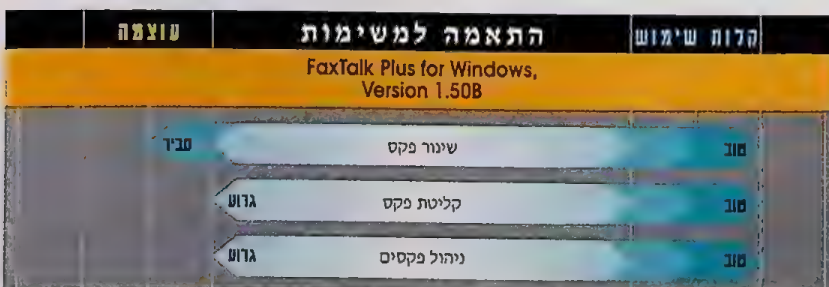 קלות שימוש התאמה למשימות עוצמה
FaxTalk Plus for Windows,
Version 1.50B
טוב שיגור פקס סביר
טוב קליטת פקס גרוע
טוב ניהול פקסים גרוע